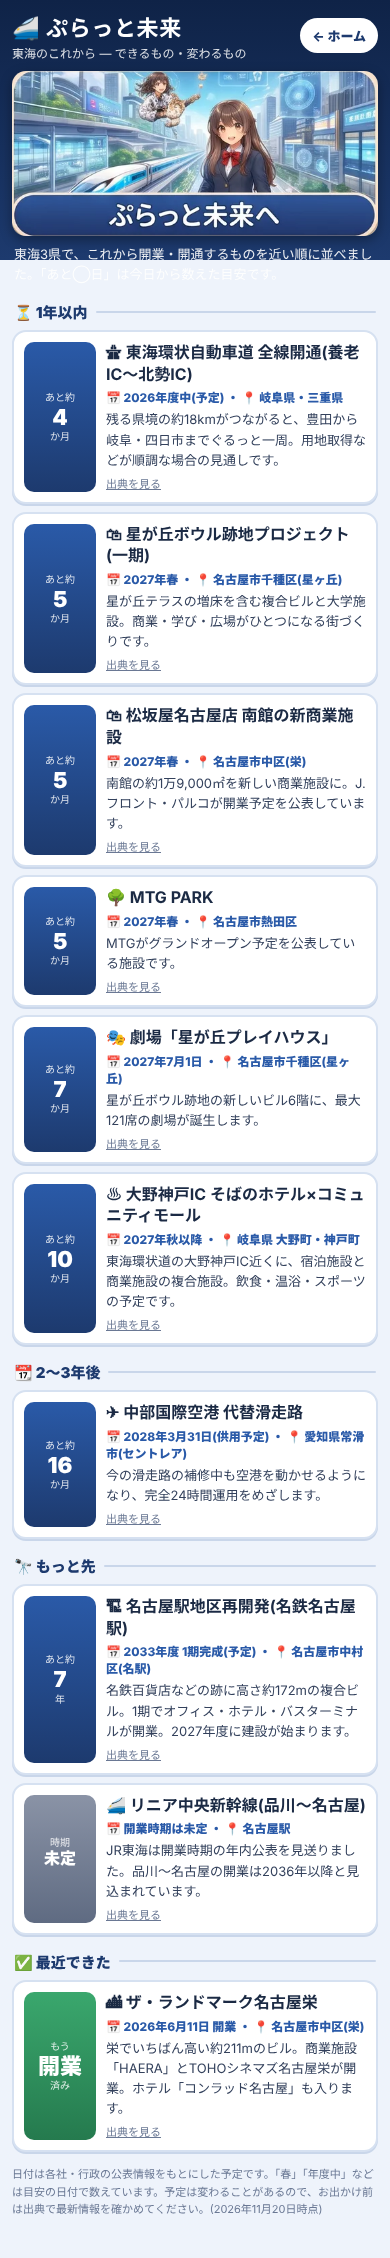 🚄 ぷらっと未来
東海のこれから — できるもの・変わるもの
← ホーム
ぷらっと未来へ
東海3県で、これから開業・開通するものを近い順に並べまし
た。「あと◯日」は今日から数えた目安です。
⏳ 1年以内
あと約
4
か月
🛣 東海環状自動車道 全線開通(養老
IC〜北勢IC)
📅 2026年度中(予定) ・ 📍 岐阜県・三重県
残る県境の約18kmがつながると、豊田から
岐阜・四日市までぐるっと一周。用地取得な
どが順調な場合の見通しです。
出典を見る
あと約
5
か月
🛍 星が丘ボウル跡地プロジェクト
(一期)
📅 2027年春 ・ 📍 名古屋市千種区(星ヶ丘)
星が丘テラスの増床を含む複合ビルと大学施
設。商業・学び・広場がひとつになる街づく
りです。
出典を見る
あと約
5
か月
🛍 松坂屋名古屋店 南館の新商業施
設
📅 2027年春 ・ 📍 名古屋市中区(栄)
南館の約1万9,000㎡を新しい商業施設に。J.
フロント・パルコが開業予定を公表していま
す。
出典を見る
あと約
5
か月
🌳 MTG PARK
📅 2027年春 ・ 📍 名古屋市熱田区
MTGがグランドオープン予定を公表してい
る施設です。
出典を見る
あと約
7
か月
🎭 劇場「星が丘プレイハウス」
📅 2027年7月1日 ・ 📍 名古屋市千種区(星ヶ
丘)
星が丘ボウル跡地の新しいビル6階に、最大
121席の劇場が誕生します。
出典を見る
あと約
10
か月
♨ 大野神戸IC そばのホテル×コミュ
ニティモール
📅 2027年秋以降 ・ 📍 岐阜県 大野町・神戸町
東海環状道の大野神戸IC近くに、宿泊施設と
商業施設の複合施設。飲食・温浴・スポーツ
の予定です。
出典を見る
📆 2〜3年後
あと約
16
か月
✈ 中部国際空港 代替滑走路
📅 2028年3月31日(供用予定) ・ 📍 愛知県常滑
市(セントレア)
今の滑走路の補修中も空港を動かせるように
なり、完全24時間運用をめざします。
出典を見る
🔭 もっと先
あと約
7
年
🏗 名古屋駅地区再開発(名鉄名古屋
駅)
📅 2033年度 1期完成(予定) ・ 📍 名古屋市中村
区(名駅)
名鉄百貨店などの跡に高さ約172mの複合ビ
ル。1期でオフィス・ホテル・バスターミナ
ルが開業。2027年度に建設が始まります。
出典を見る
時期
未定
🚄 リニア中央新幹線(品川〜名古屋)
📅 開業時期は未定 ・ 📍 名古屋駅
JR東海は開業時期の年内公表を見送りまし
た。品川〜名古屋の開業は2036年以降と見
込まれています。
出典を見る
✅ 最近できた
もう
開業
済み
🏙 ザ・ランドマーク名古屋栄
📅 2026年6月11日 開業 ・ 📍 名古屋市中区(栄)
栄でいちばん高い約211mのビル。商業施設
「HAERA」とTOHOシネマズ名古屋栄が開
業。ホテル「コンラッド名古屋」も入りま
す。
出典を見る
日付は各社・行政の公表情報をもとにした予定です。「春」「年度中」など
は目安の日付で数えています。予定は変わることがあるので、お出かけ前
は出典で最新情報を確かめてください。(2026年11月20日時点)